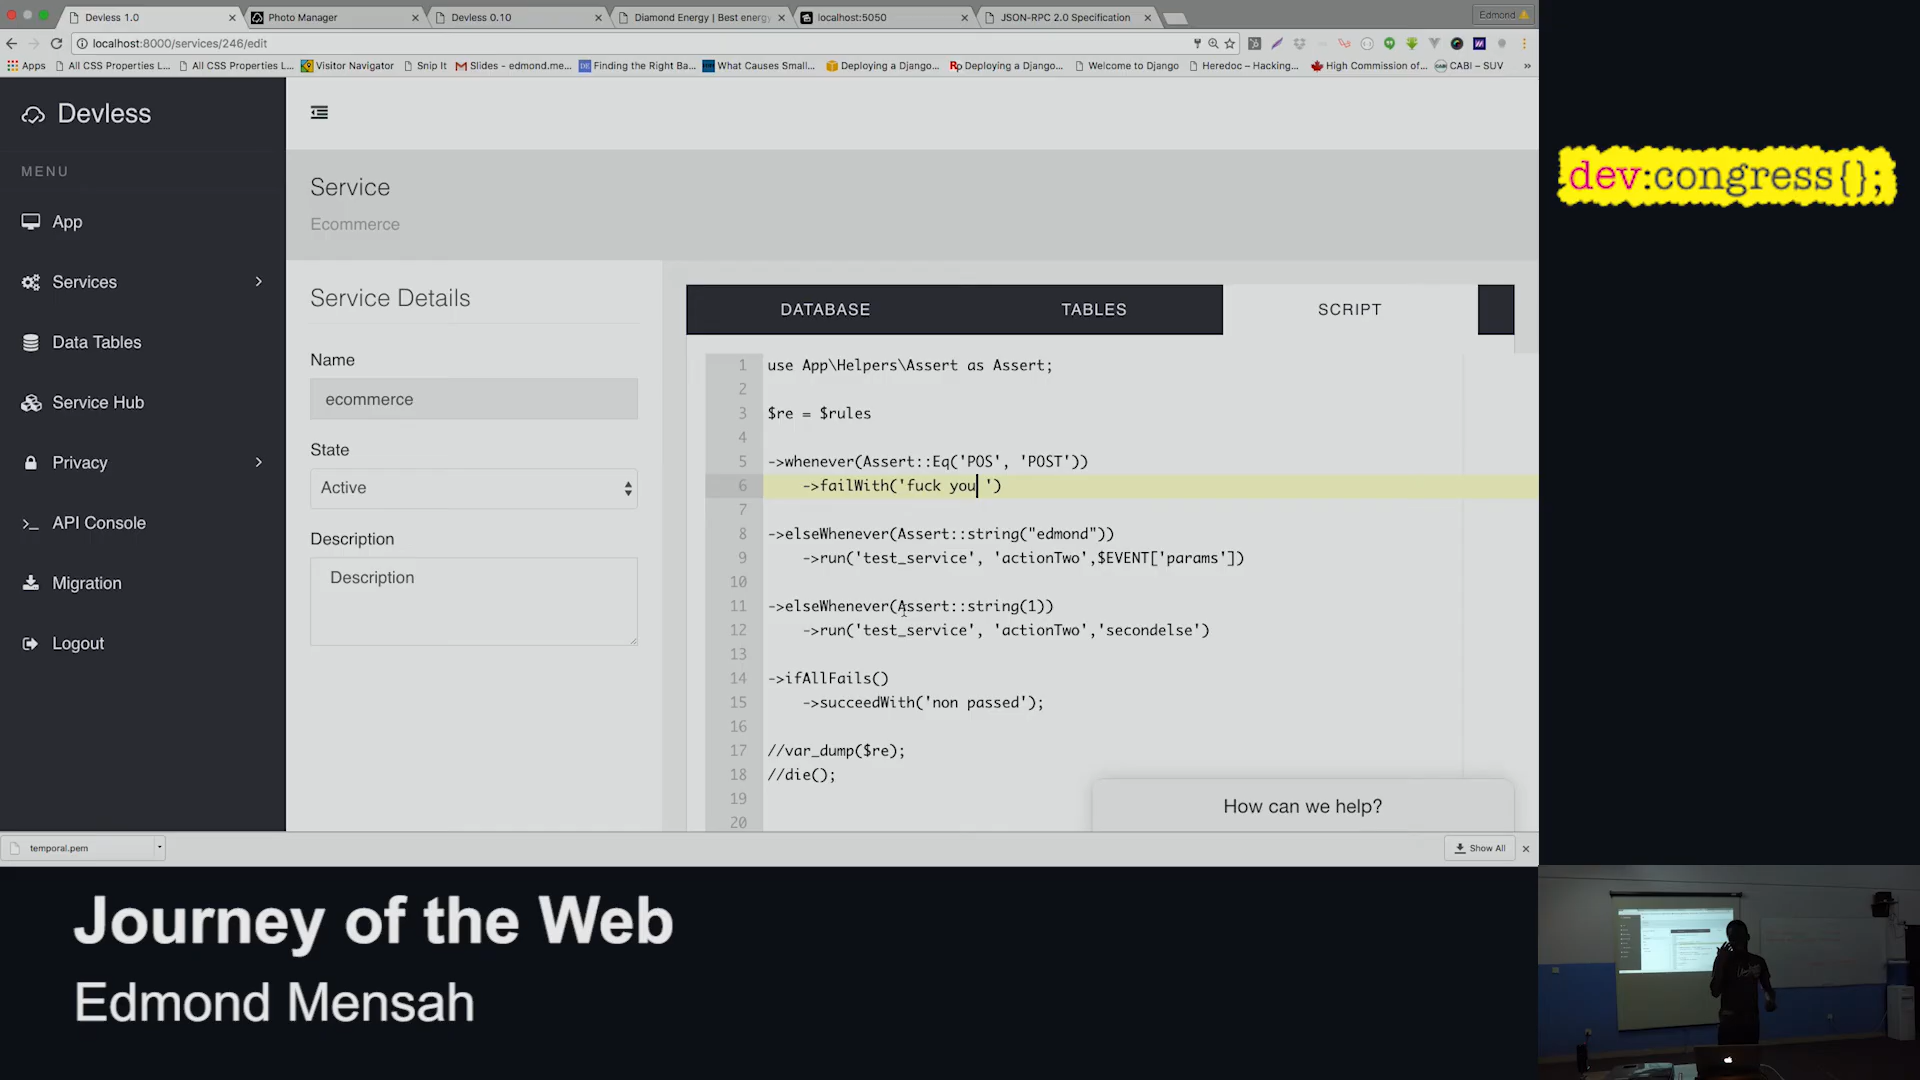 Devless 1.0
Photo Manager
Devless 0.10
Diamond Energy | Best energy
localhost:5050
JSON-RPC 2.0 Specification
Edmond
localhost:8000/services/246/edit
Apps
All CSS Properties L...
All CSS Properties L...
Visitor Navigator
Snip It
Slides - edmond.me...
Finding the Right Ba...
What Causes Small...
Deploying a Django...
Rp Deploying a Django...
Welcome to Django
Heredoc – Hacking...
High Commission of...
CABI – SUV
»
Devless
MENU
App
Services
Data Tables
Service Hub
Privacy
API Console
Migration
Logout
Service
Ecommerce
Service Details
Name
ecommerce
State
Active
Description
Description
DATABASE
TABLES
SCRIPT
1 use App\Helpers\Assert as Assert;
2
3 $re = $rules
4
5 ->whenever(Assert::Eq('POS', 'POST'))
6 ->failWith('fuck you ')
7
8 ->elseWhenever(Assert::string("edmond"))
9 ->run('test_service', 'actionTwo',$EVENT['params'])
10
11 ->elseWhenever(Assert::string(1))
12 ->run('test_service', 'actionTwo','secondelse')
13
14 ->ifAllFails()
15 ->succeedWith('non passed');
16
17 //var_dump($re);
18 //die();
19
20
How can we help?
temporal.pem
Show All
dev:congress{};
Journey of the Web
Edmond Mensah